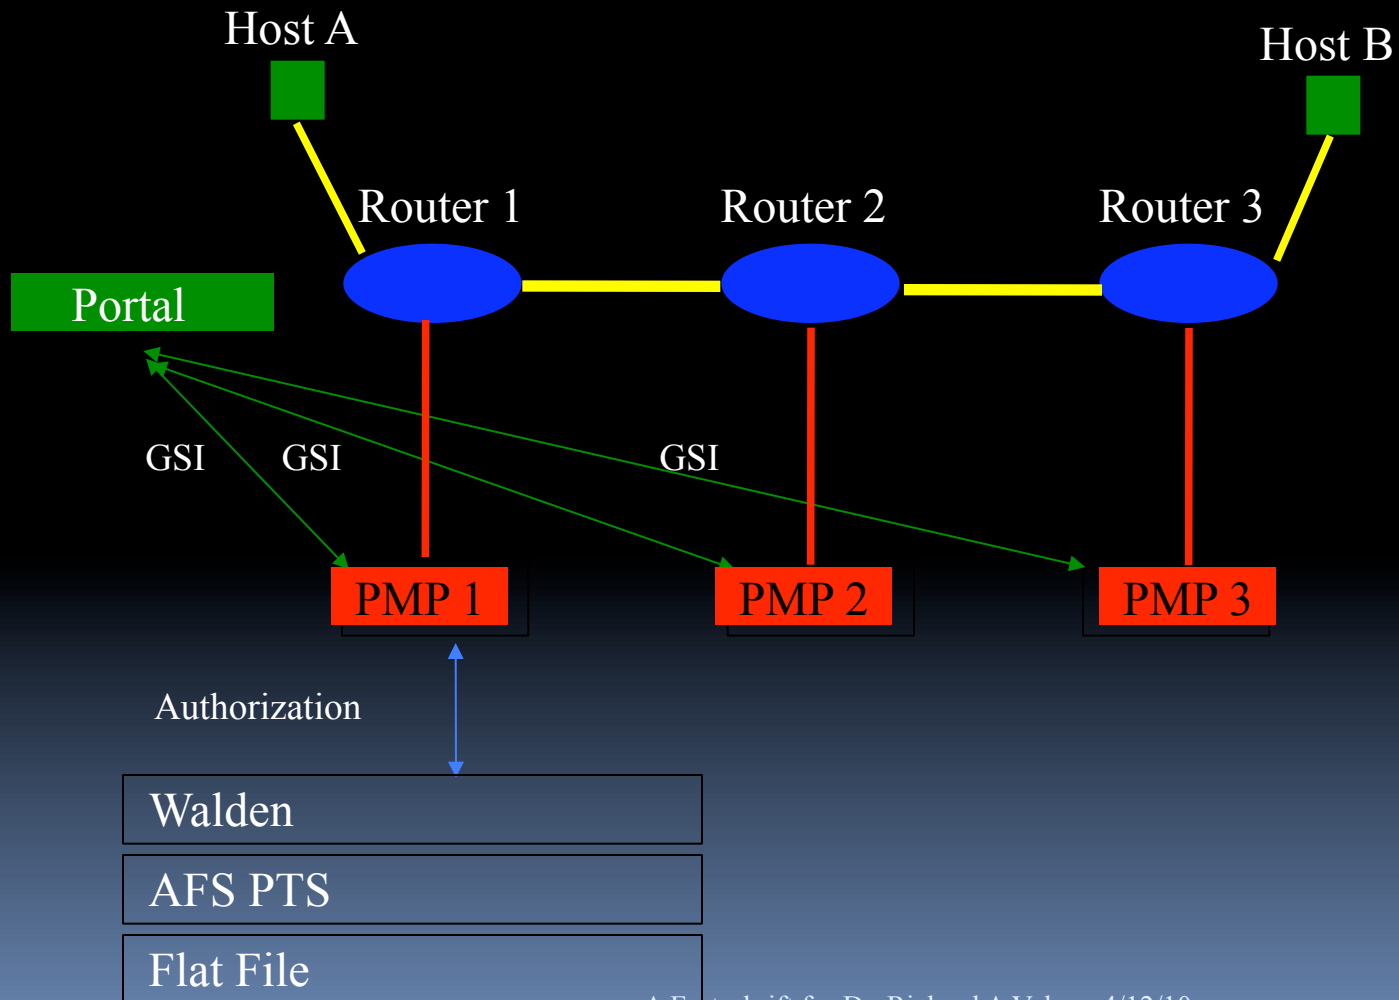 Host A
Host B
Router 1
Router 2
Router 3
Portal
GSI
GSI
GSI
PMP 1
PMP 2
PMP 3
Authorization
Walden
AFS PTS
Flat File